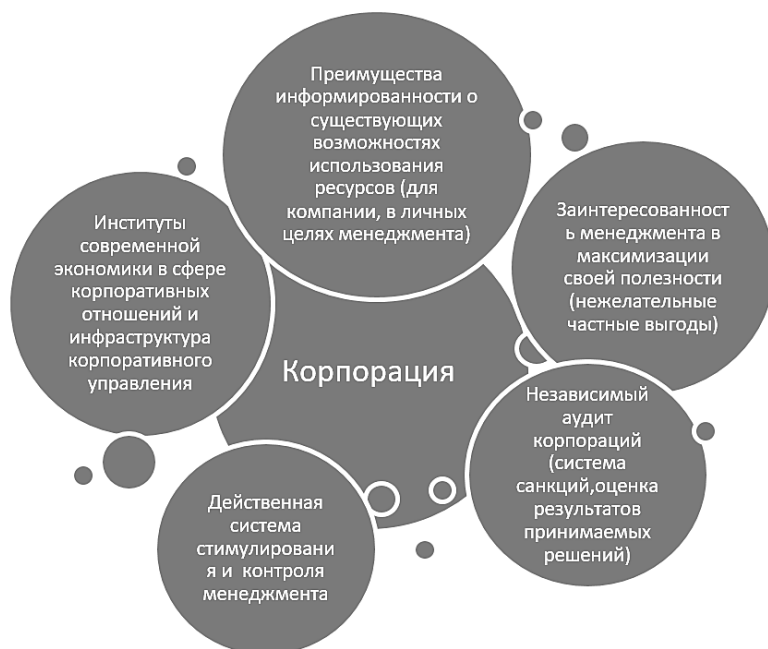 Преимущества
информированности о
существующих
возможностях
использования
ресурсов (для
компании, в личных
целях менеджмента)
Заинтересованност
ь менеджмента в
максимизации
своей полезности
(нежелательные
частные выгоды)
Институты
современной
экономики в сфере
корпоративных
отношений и
инфраструктура
корпоративного
управления
Корпорация
Независимый
аудит
корпораций
(система
санкций,оценка
результатов
принимаемых
решений)
Действенная
система
стимулировани
я и контроля
менеджмента